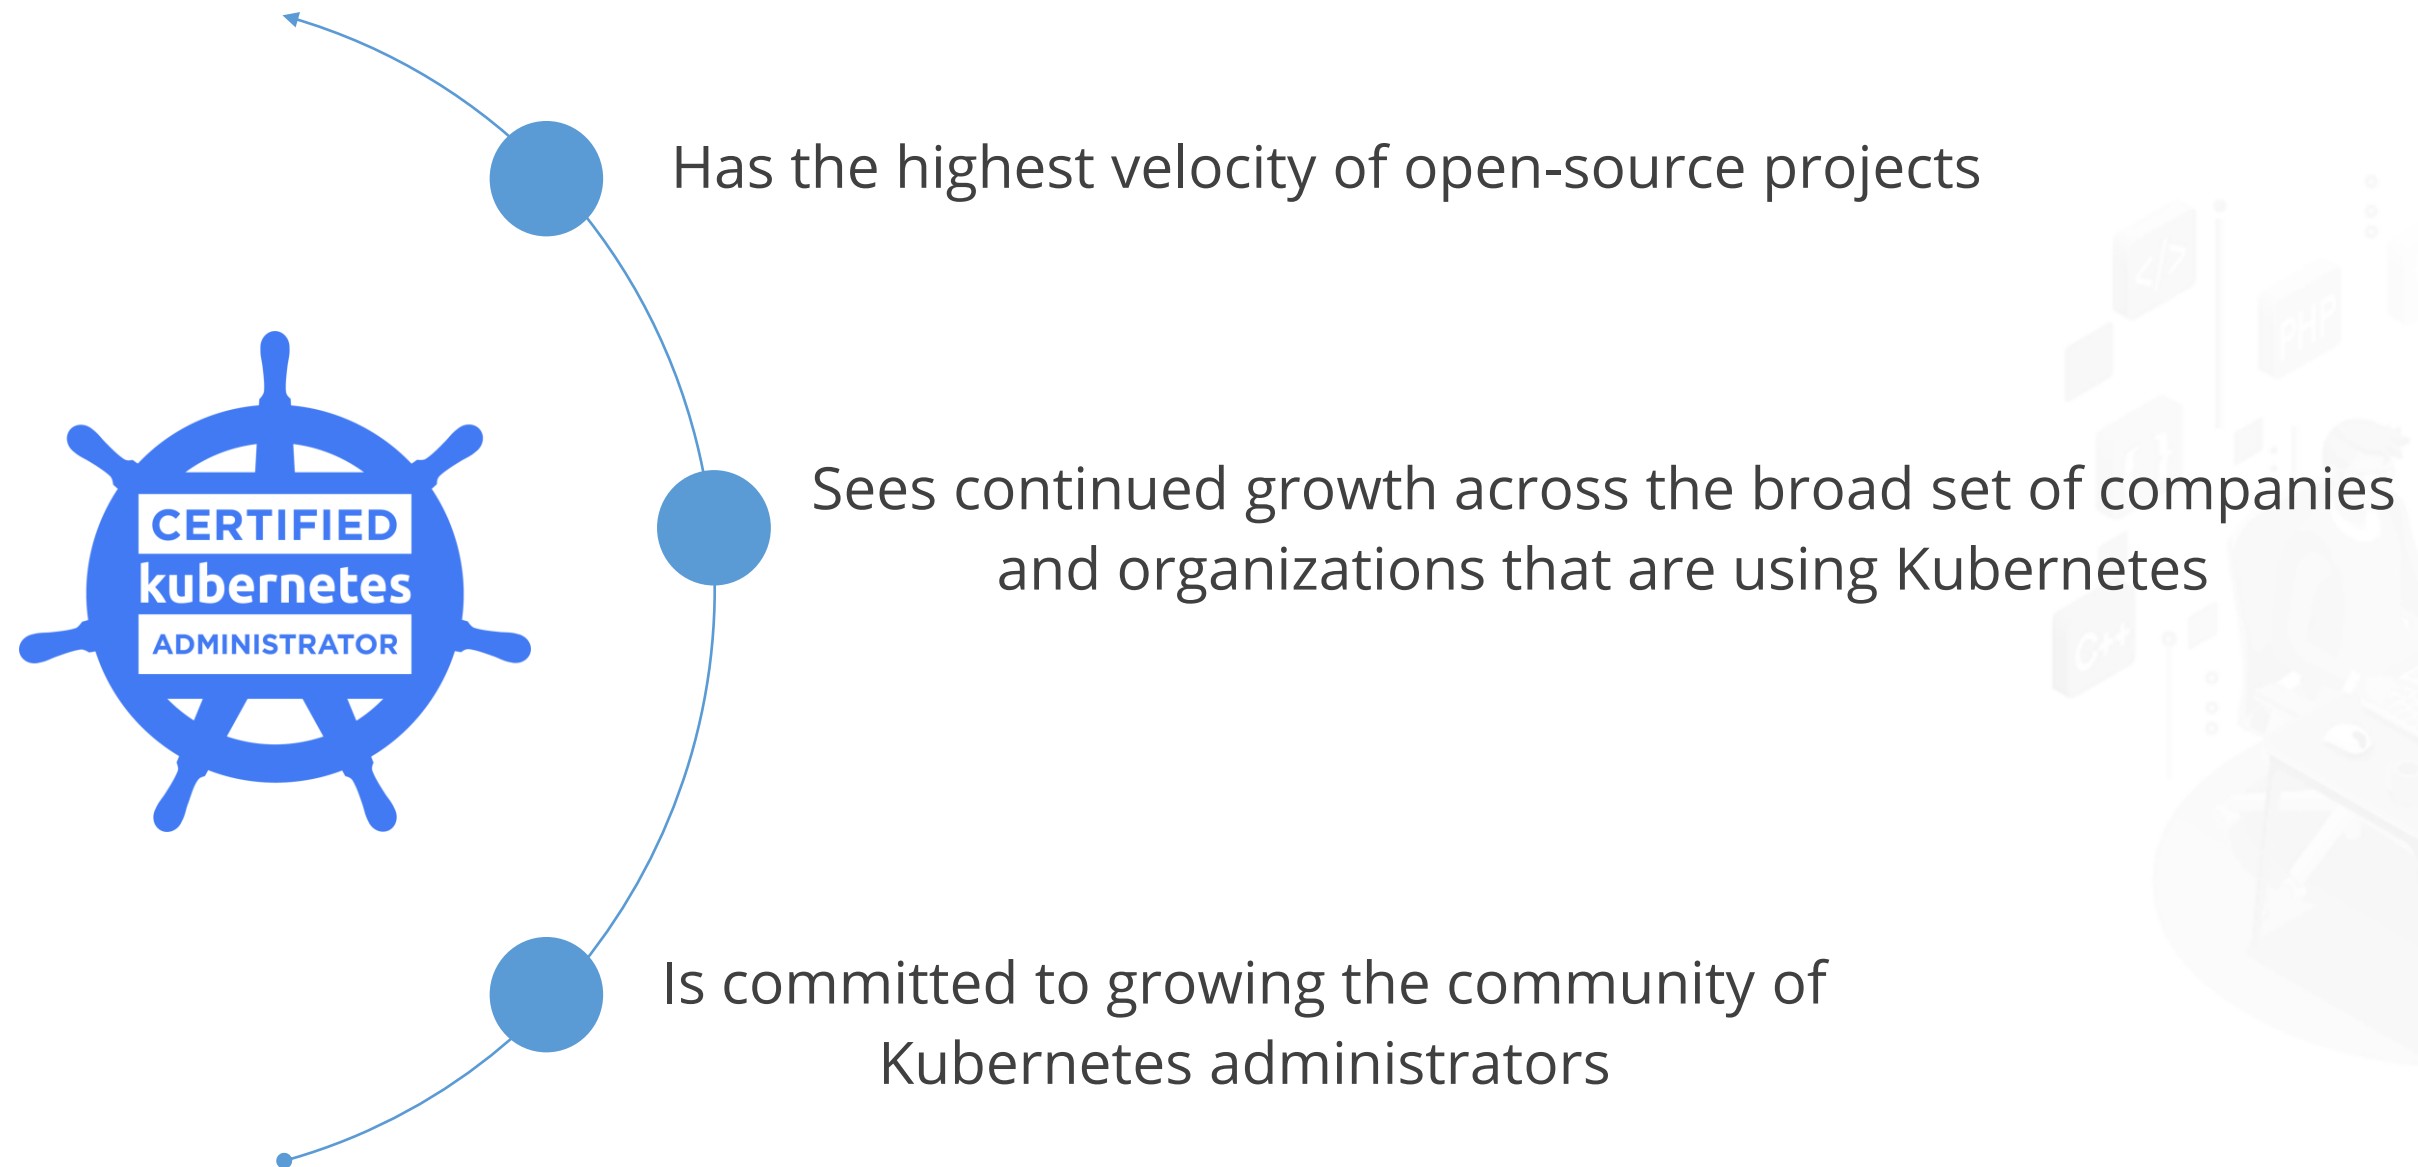 Has the highest velocity of open-source projects
CERTIFIED
kubernetes
ADMINISTRATOR
Sees continued growth across the broad set of companies
and organizations that are using Kubernetes
Is committed to growing the community of
Kubernetes administrators
</>
PHP
{ }
C++